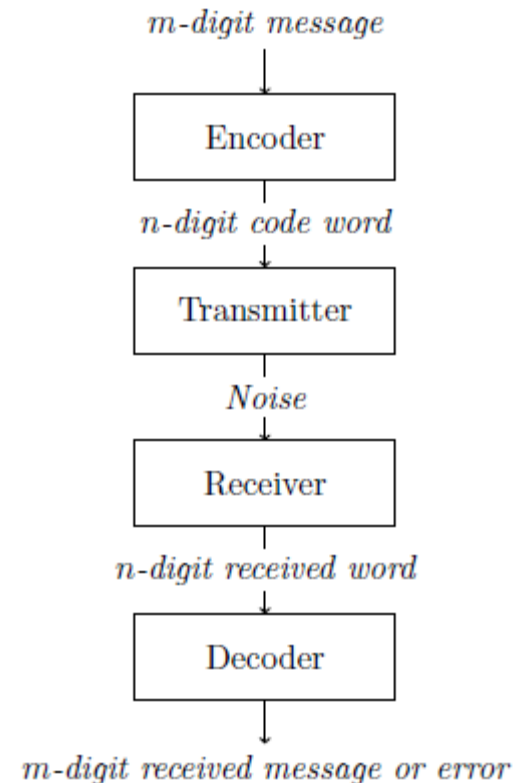 m-digit message
Encoder
n-digit code word
Transmitter
Noise
Receiver
n-digit received word
Decoder
m-digit received message or error